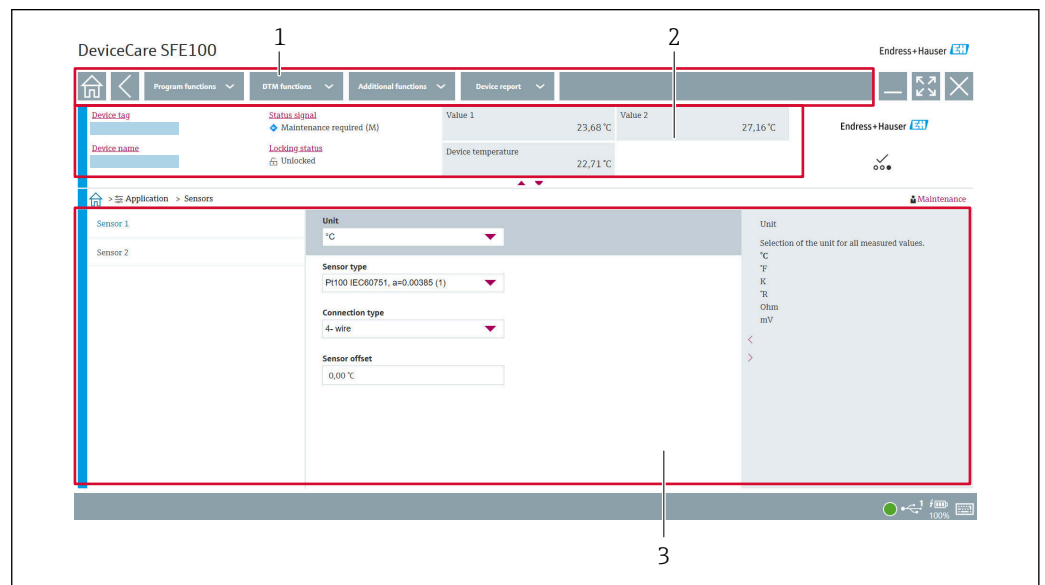 1
2
DeviceCare SFE100
Endress+Hauser EH
Program functions
DTM functions
Additional functions
Device report
Device tag
Status signal
Value 1
Value 2
Maintenance required (M)
23,68 °C
27,16 °C
Endress+Hauser EH
Device name
Locking status
Device temperature
Unlocked
22,71 °C
> Application > Sensors
Maintenance
Sensor 1
Sensor 2
Unit
°C
Sensor type
Pt100 IEC60751, a=0.00385 (1)
Connection type
4- wire
Sensor offset
0,00 °C
Unit
Selection of the unit for all measured values.
°C
°F
K
°R
Ohm
mV
<
>
1
100%
3